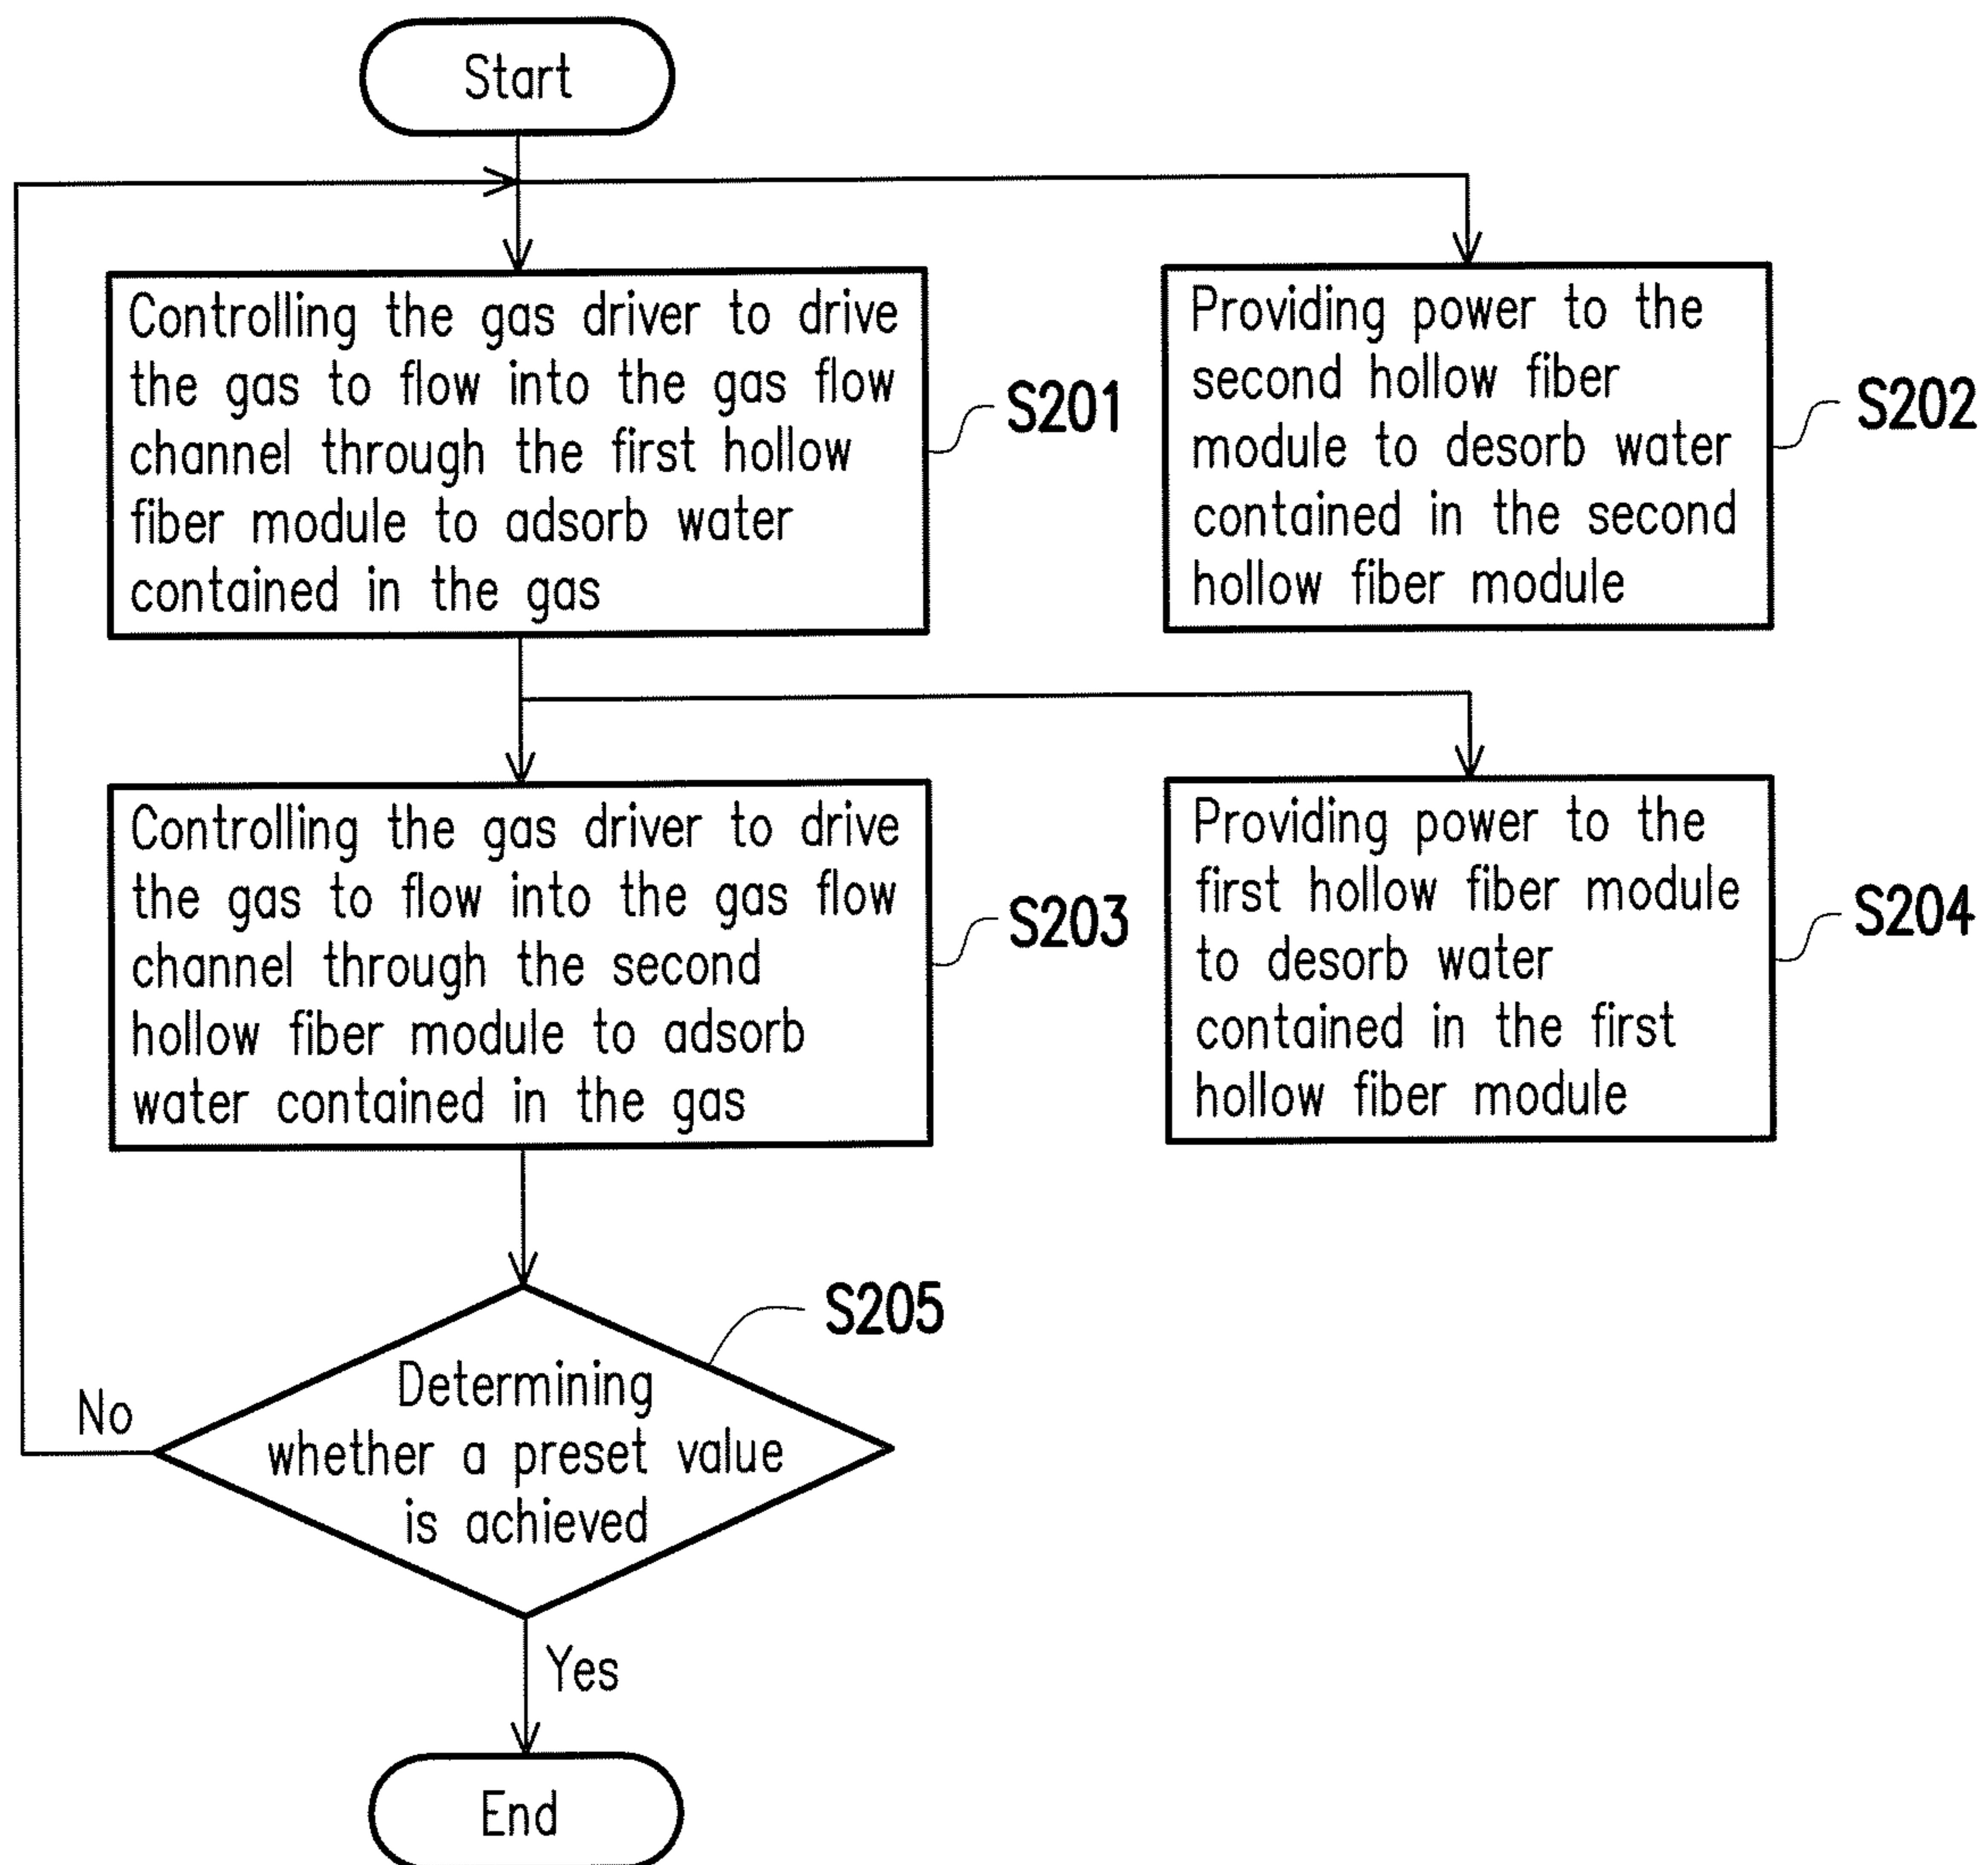 Start
Controlling the gas driver to drive
the gas to flow into the gas flow
channel through the first hollow
fiber module to adsorb water
contained in the gas
S201
Providing power to the
second hollow fiber
module to desorb water
contained in the second
hollow fiber module
S202
Controlling the gas driver to drive
the gas to flow into the gas flow
channel through the second
hollow fiber module to adsorb
water contained in the gas
S203
Providing power to the
first hollow fiber module
to desorb water
contained in the first
hollow fiber module
S204
S205
Determining
whether a preset value
is achieved
No
Yes
End